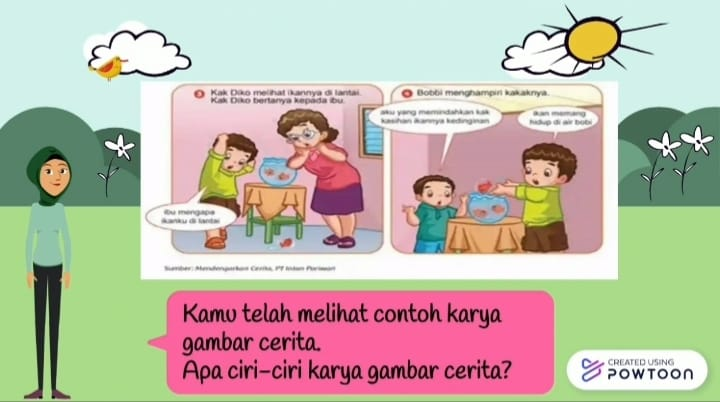 3 Kak Diko melihat ikannya di lantai.
Kak Diko bertanya kepada ibu.
ibu mengapa
ikanku di lantai
4 Bobbi menghampiri kakaknya.
aku yang memindahkan kak
kasihan ikannya kedinginan
ikan memang
hidup di air bobi
Sumber: Mendengarkan Cerita, PT Intan Pariwari
Kamu telah melihat contoh karya
gambar cerita.
Apa ciri-ciri karya gambar cerita?
CREATED USING
POWTOON